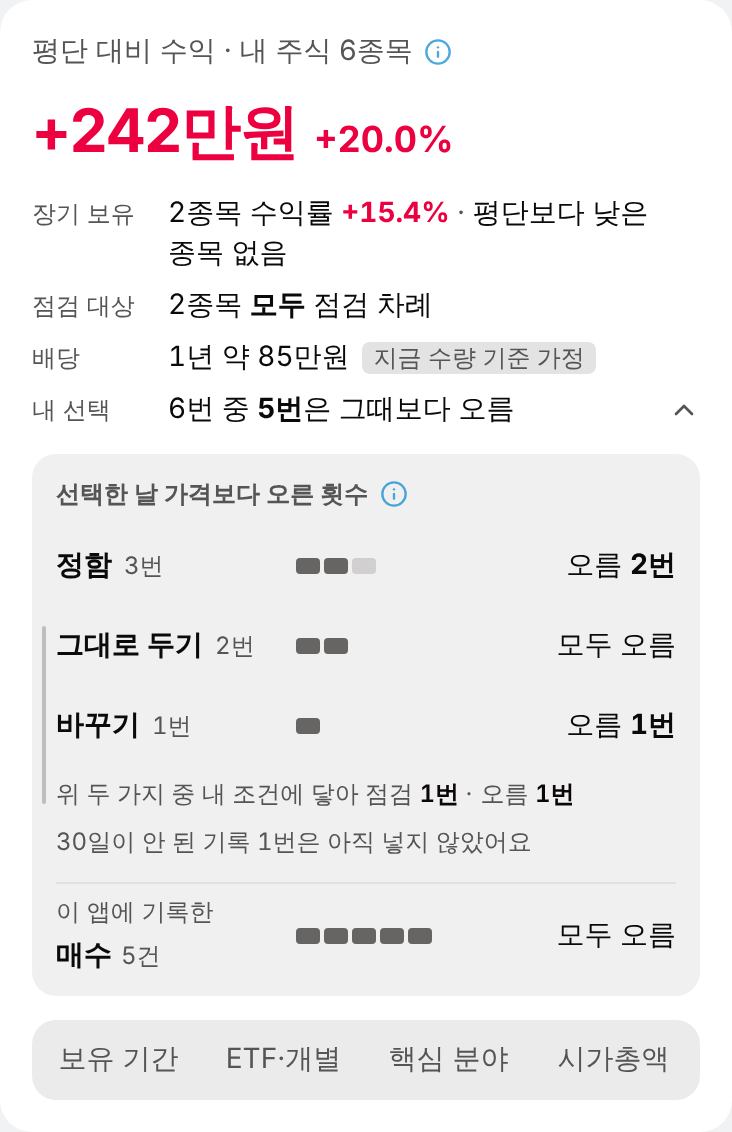 평단 대비 수익 · 내 주식 6종목
+242만원 +20.0%
장기 보유 2종목 수익률 +15.4% · 평단보다 낮은
종목 없음
점검 대상 2종목 모두 점검 차례
배당 1년 약 85만원 지금 수량 기준 가정
내 선택 6번 중 5번은 그때보다 오름
선택한 날 가격보다 오른 횟수
정함 3번 오름 2번
그대로 두기 2번 모두 오름
바꾸기 1번 오름 1번
위 두 가지 중 내 조건에 닿아 점검 1번 · 오름 1번
30일이 안 된 기록 1번은 아직 넣지 않았어요
이 앱에 기록한
매수 5건 모두 오름
보유 기간 ETF·개별 핵심 분야 시가총액